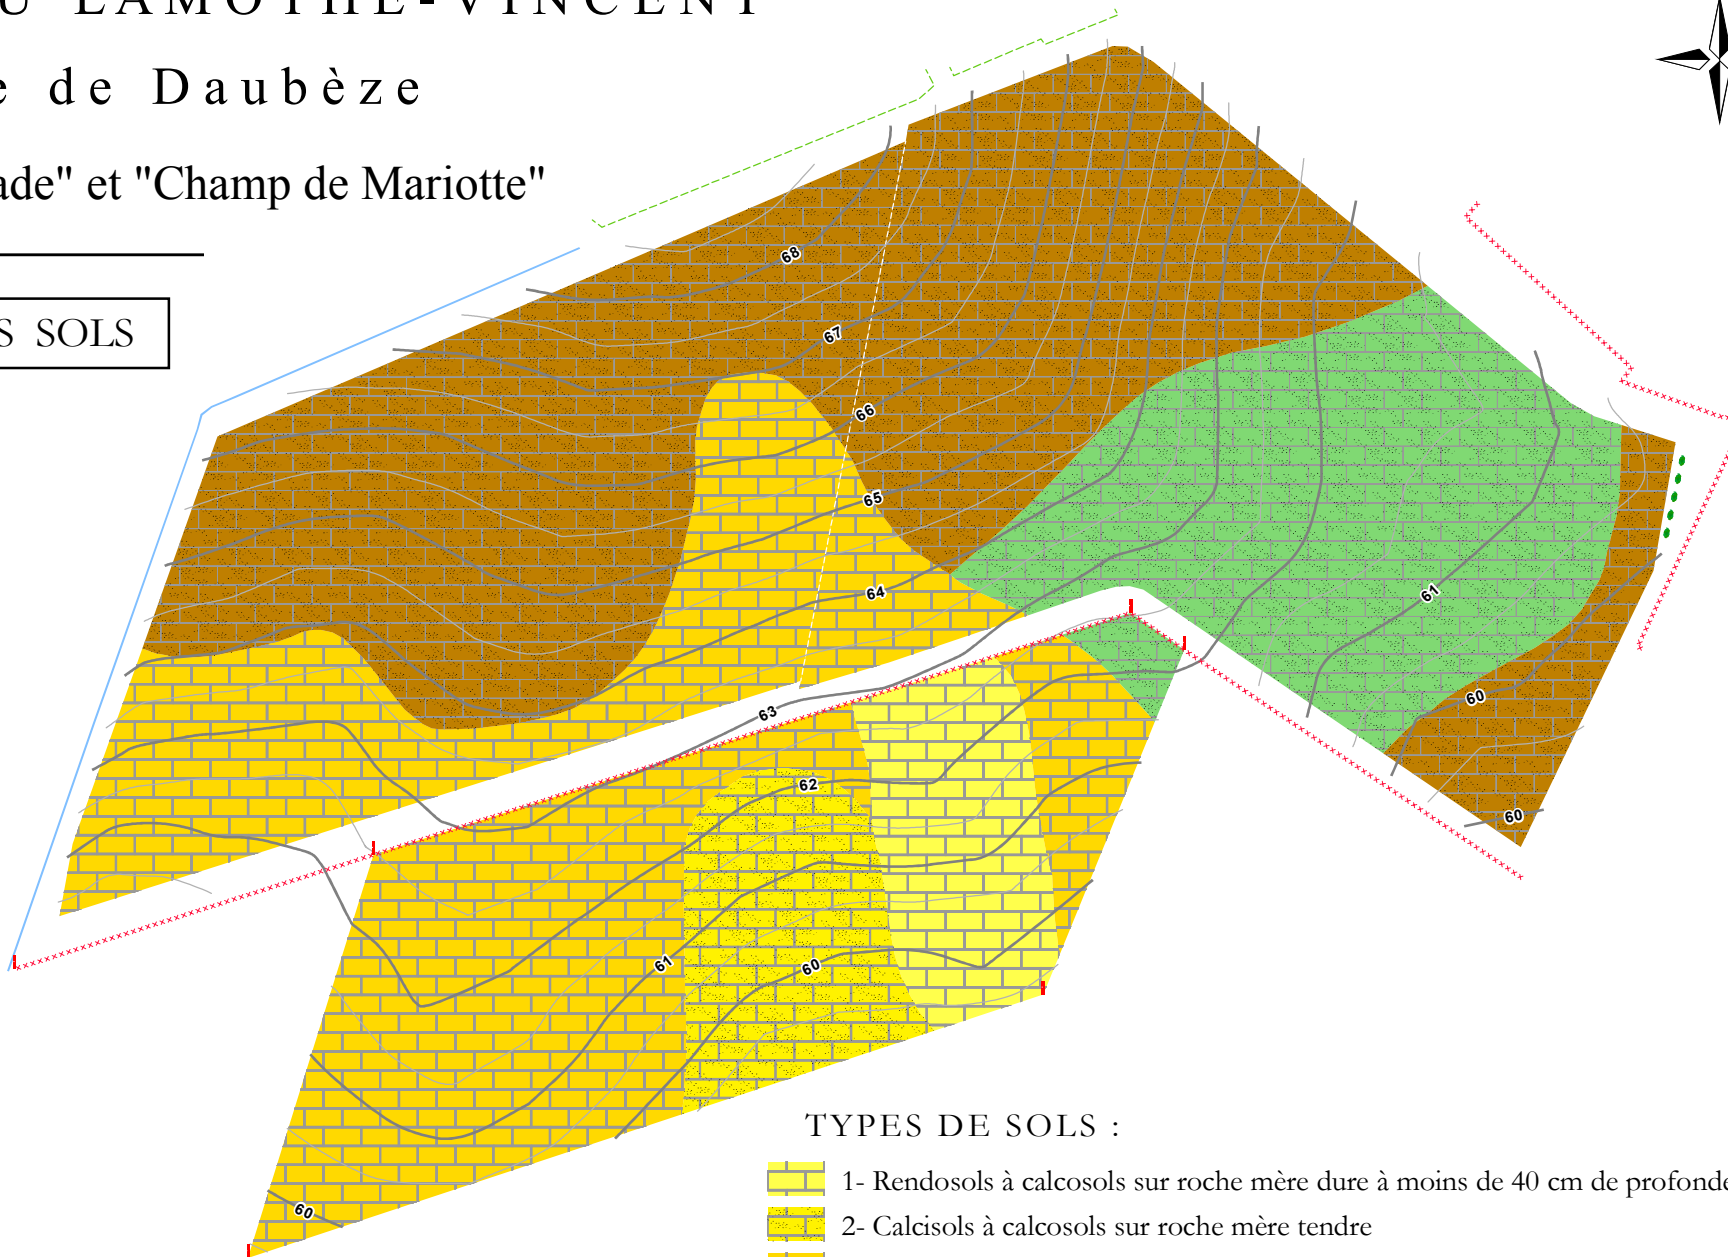 U LAMOTHE-VINCENT
e de Daubèze
ade" et "Champ de Mariotte"
S SOLS
68
67
66
65
64
63
62
61
60
61
60
60
60
TYPES DE SOLS :
1- Rendosols à calcosols sur roche mère dure à moins de 40 cm de profonde
2- Calcisols à calcosols sur roche mère tendre